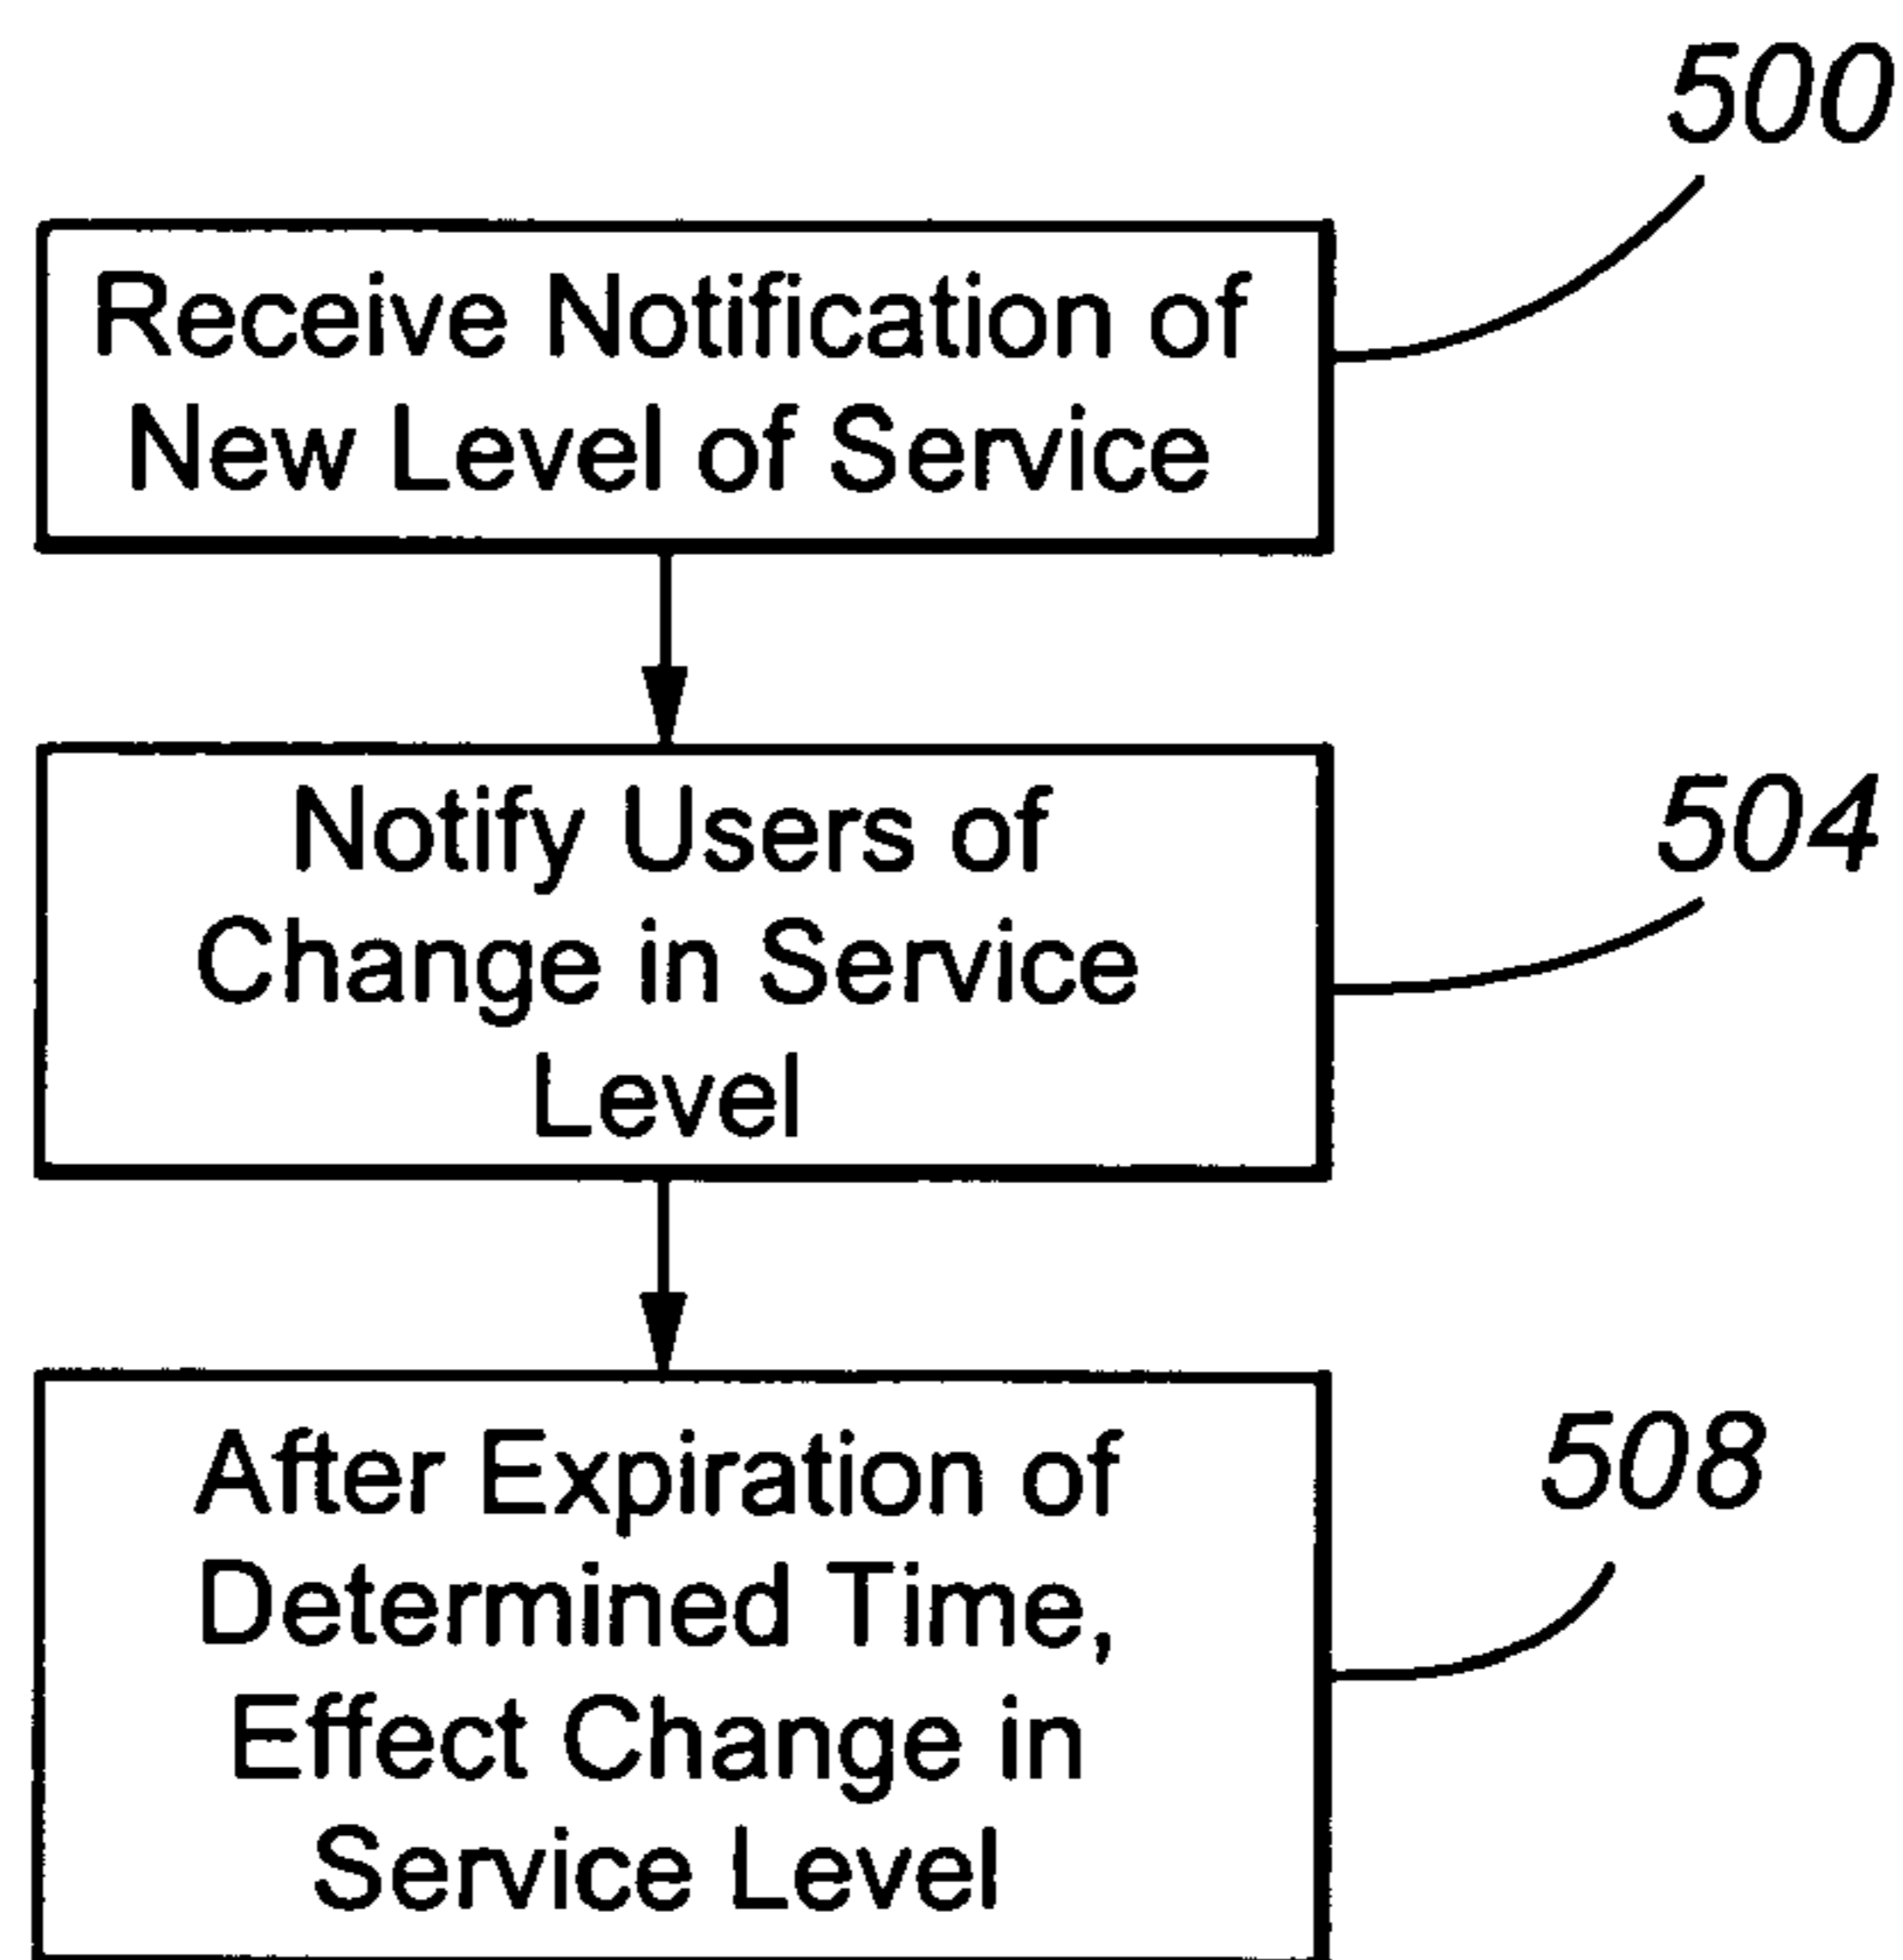 500
Receive Notification of
New Level of Service
504
Notify Users of
Change in Service
Level
508
After Expiration of
Determined Time,
Effect Change in
Service Level